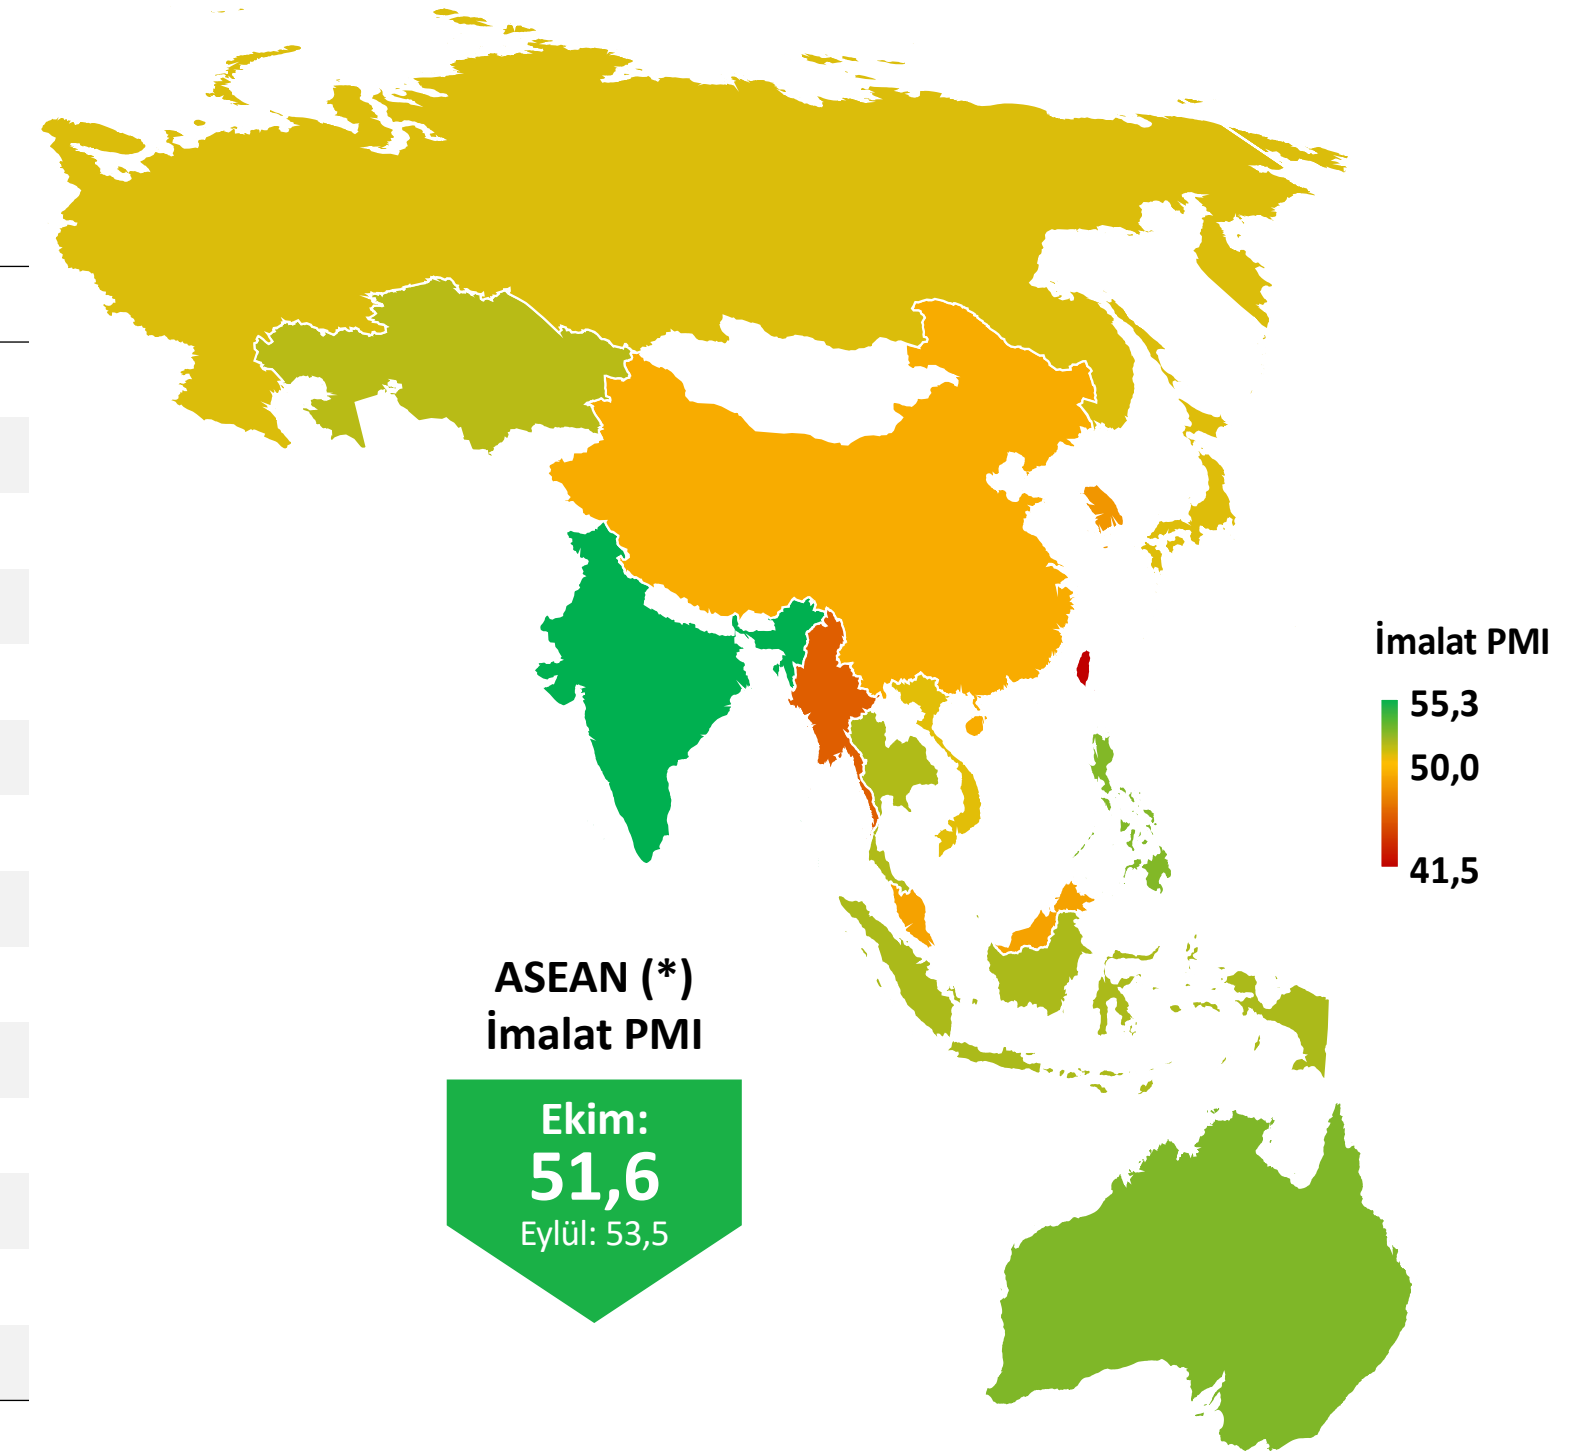 İmalat PMI
55,3
50,0
41,5
ASEAN (*)
İmalat PMI
Ekim:
51,6
Eylül: 53,5